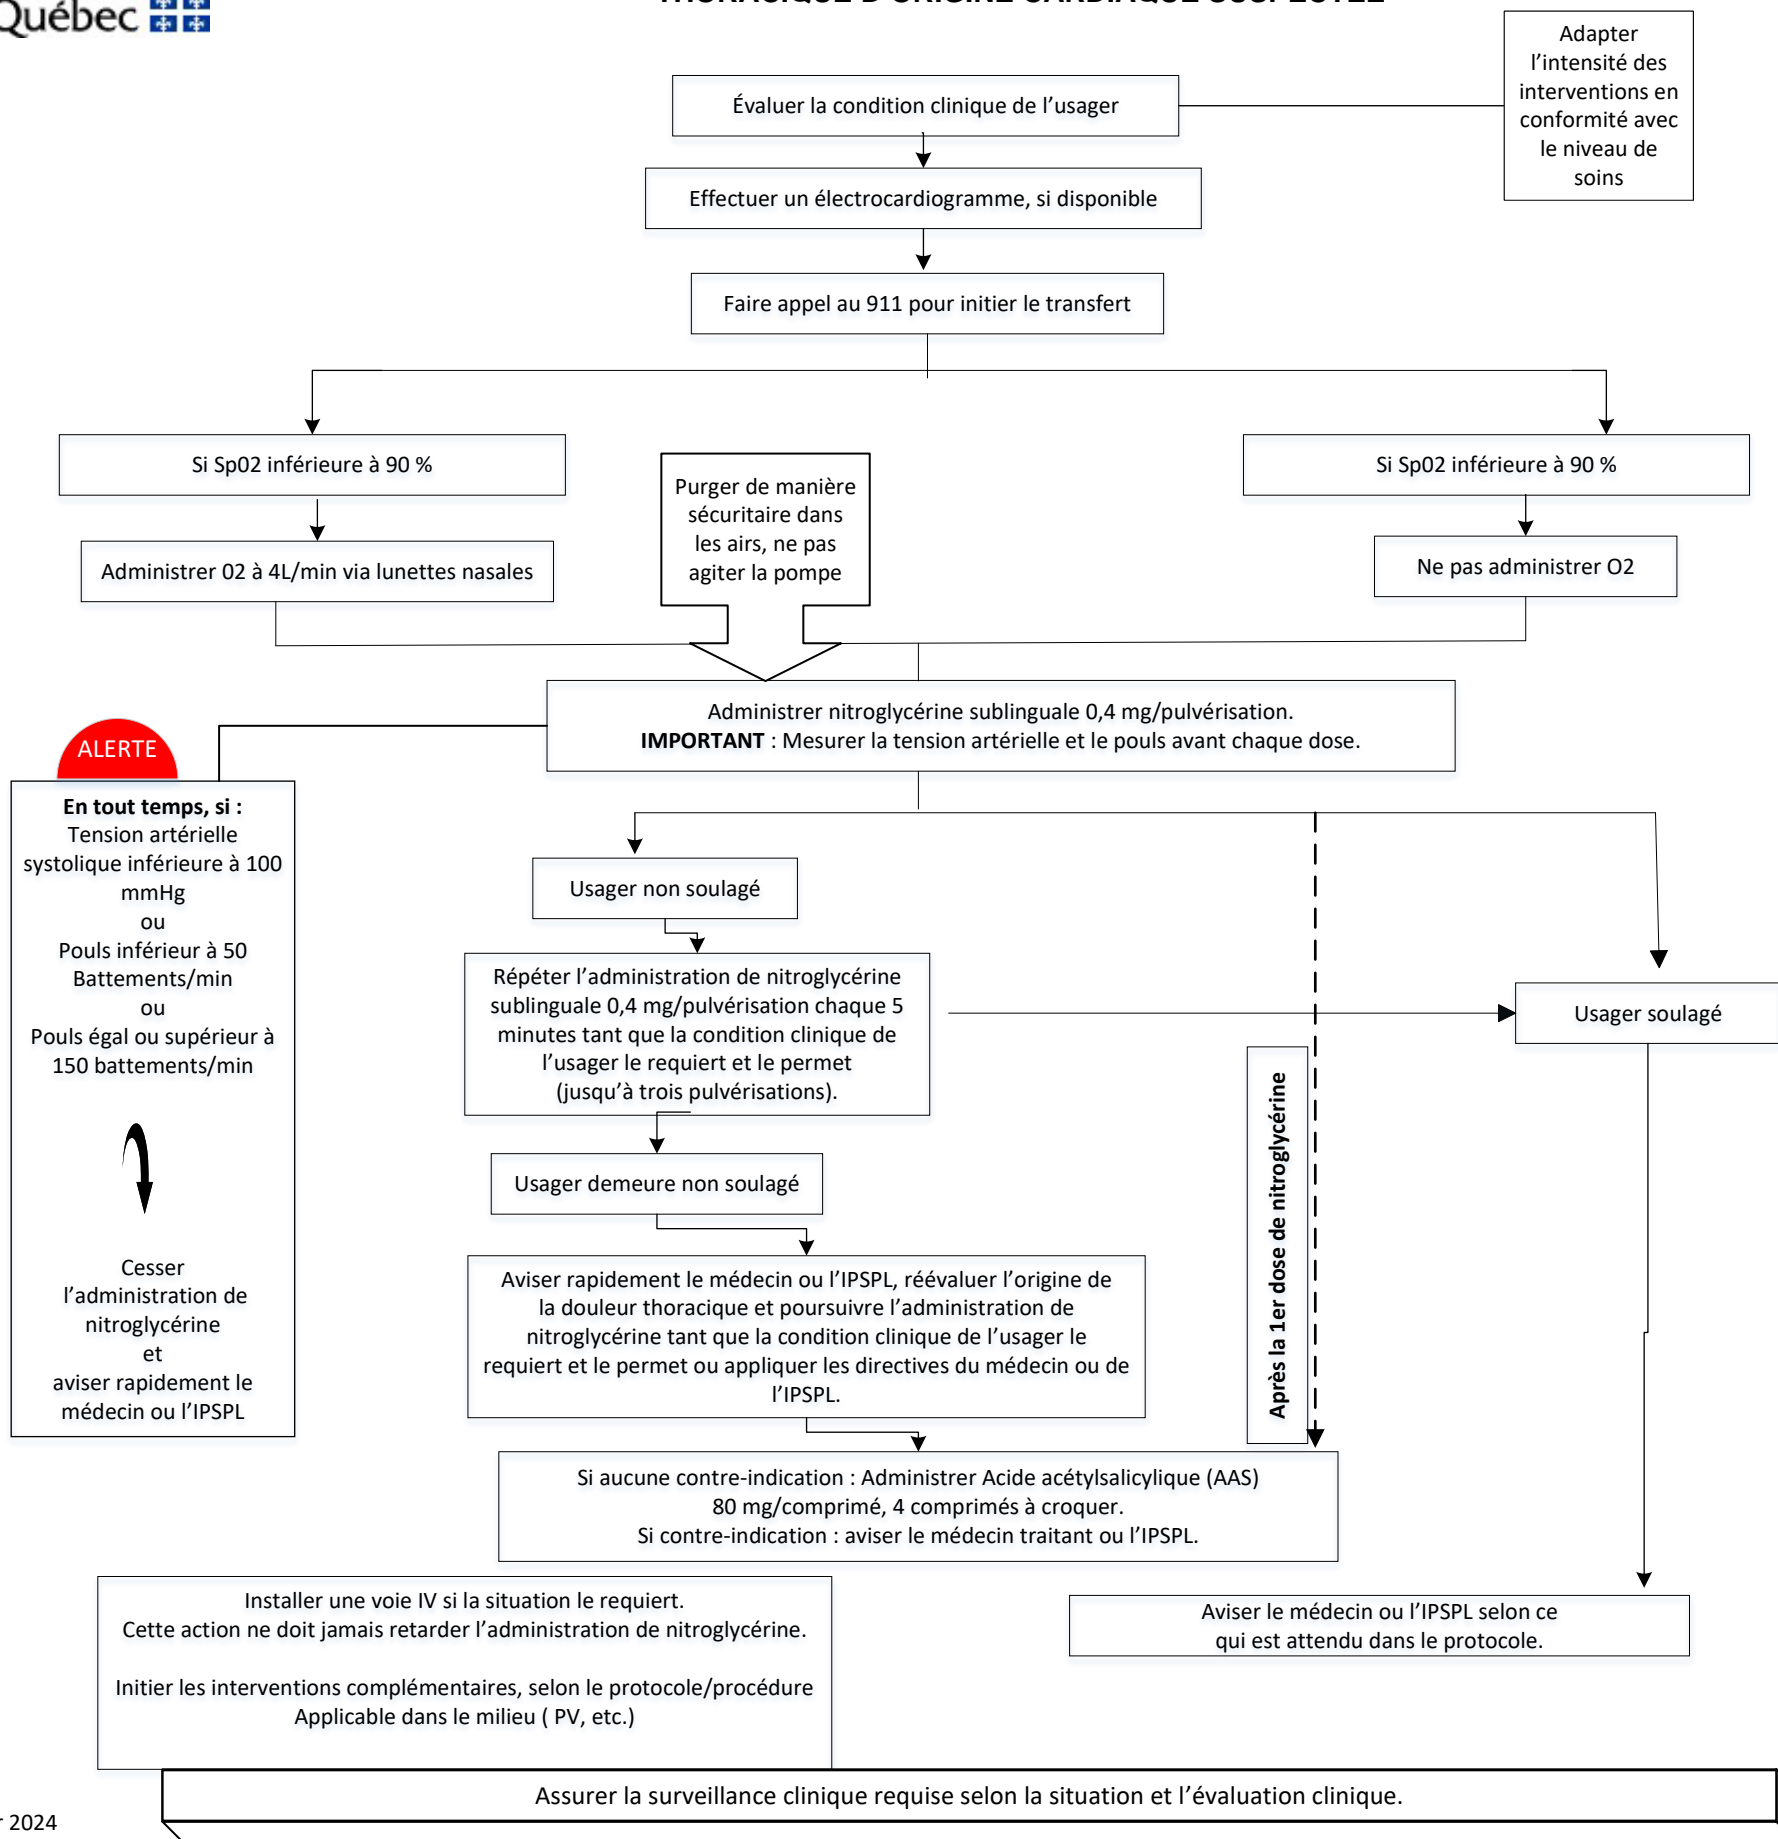 Québec
THORACIQUE D'ORIGINE CARDIAQUE SUSPECTÉE
Adapter
l'intensité des
interventions en
conformité avec
le niveau de
soins
Évaluer la condition clinique de l'usager
Effectuer un électrocardiogramme, si disponible
Faire appel au 911 pour initier le transfert
Si Sp02 inférieure à 90 %
Si Sp02 inférieure à 90 %
Purger de manière
sécuritaire dans
les airs, ne pas
agiter la pompe
Administrer 02 à 4L/min via lunettes nasales
Ne pas administrer O2
Administrer nitroglycérine sublinguale 0,4 mg/pulvérisation.
IMPORTANT : Mesurer la tension artérielle et le pouls avant chaque dose.
ALERTE
En tout temps, si :
Tension artérielle
systolique inférieure à 100
mmHg
ou
Pouls inférieur à 50
Battements/min
ou
Pouls égal ou supérieur à
150 battements/min
Cesser
l'administration de
nitroglycérine
et
aviser rapidement le
médecin ou l'IPSPL
Usager non soulagé
Répéter l'administration de nitroglycérine
sublinguale 0,4 mg/pulvérisation chaque 5
minutes tant que la condition clinique de
l'usager le requiert et le permet
(jusqu'à trois pulvérisations).
Usager soulagé
Après la 1er dose de nitroglycérine
Usager demeure non soulagé
Aviser rapidement le médecin ou l'IPSPL, réévaluer l'origine de
la douleur thoracique et poursuivre l'administration de
nitroglycérine tant que la condition clinique de l'usager le
requiert et le permet ou appliquer les directives du médecin ou de
l'IPSPL.
Si aucune contre-indication : Administrer Acide acétylsalicylique (AAS)
80 mg/comprimé, 4 comprimés à croquer.
Si contre-indication : aviser le médecin traitant ou l'IPSPL.
Installer une voie IV si la situation le requiert.
Cette action ne doit jamais retarder l'administration de nitroglycérine.
Initier les interventions complémentaires, selon le protocole/procédure
Applicable dans le milieu ( PV, etc.)
Aviser le médecin ou l'IPSPL selon ce
qui est attendu dans le protocole.
Assurer la surveillance clinique requise selon la situation et l'évaluation clinique.
2024